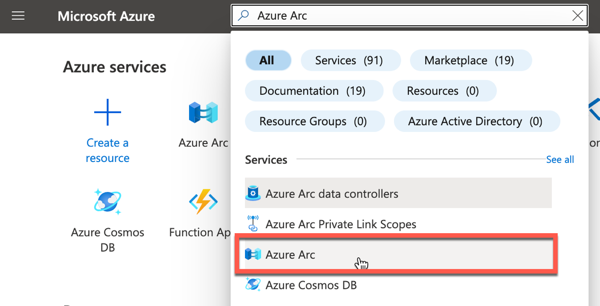 Microsoft Azure
Azure Arc
Azure services
All
Services (91)
Marketplace (19)
Documentation (19)
Resources (0)
Resource Groups (0)
Azure Active Directory (0)
Create a
resource
Azure Arc
Azure Cosmos
DB
Function Ap
Services
See all
Azure Arc data controllers
Azure Arc Private Link Scopes
Azure Arc
Azure Cosmos DB